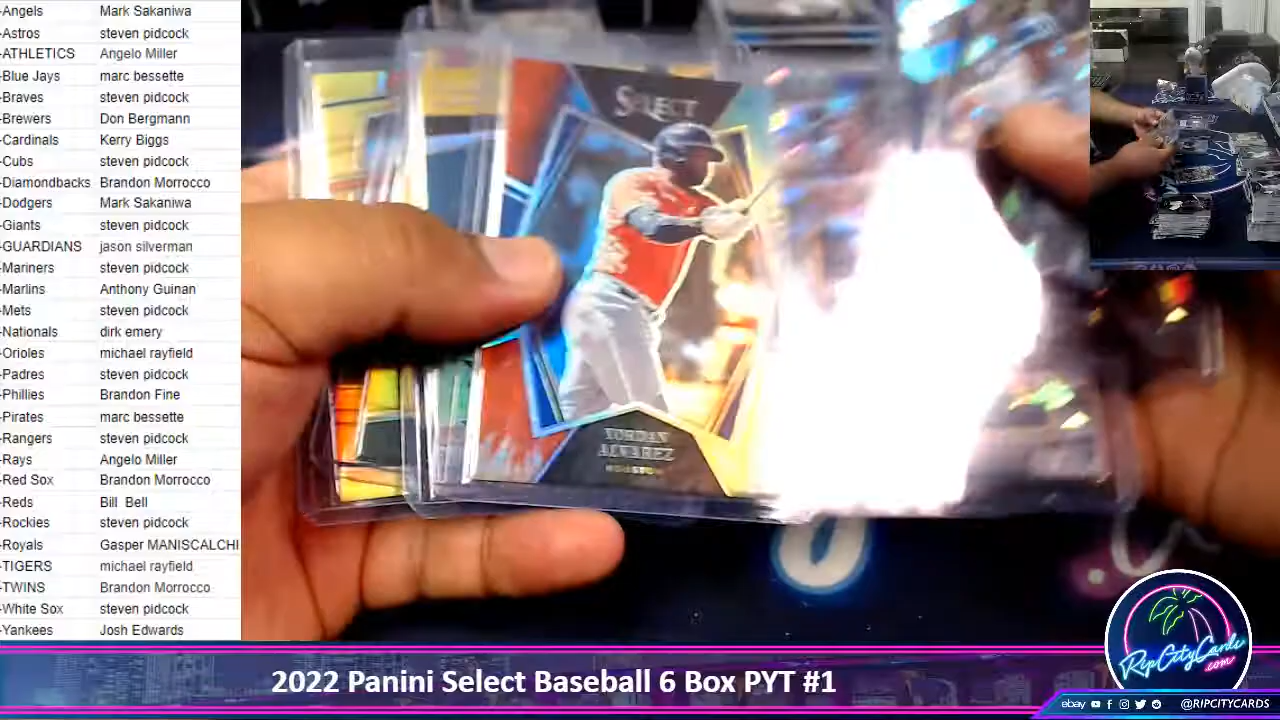 -Angels Mark Sakaniwa
-Astros steven pidcock
-ATHLETICS Angelo Miller
-Blue Jays marc bessette
-Braves steven pidcock
-Brewers Don Bergmann
-Cardinals Kerry Biggs
-Cubs steven pidcock
-Diamondbacks Brandon Morrocco
-Dodgers Mark Sakaniwa
-Giants steven pidcock
-GUARDIANS jason silverman
-Mariners steven pidcock
-Marlins Anthony Guinan
-Mets steven pidcock
-Nationals dirk emery
-Orioles michael rayfield
-Padres steven pidcock
-Phillies Brandon Fine
-Pirates marc bessette
-Rangers steven pidcock
-Rays Angelo Miller
-Red Sox Brandon Morrocco
-Reds Bill Bell
-Rockies steven pidcock
-Royals Gasper MANISCALCHI
-TIGERS michael rayfield
-TWINS Brandon Morrocco
-White Sox steven pidcock
-Yankees Josh Edwards
SELECT
YORDAN
ALVAREZ
HOUSTON
2022 Panini Select Baseball 6 Box PYT #1
RipCityCards
.com
ebay @RIPCITYCARDS